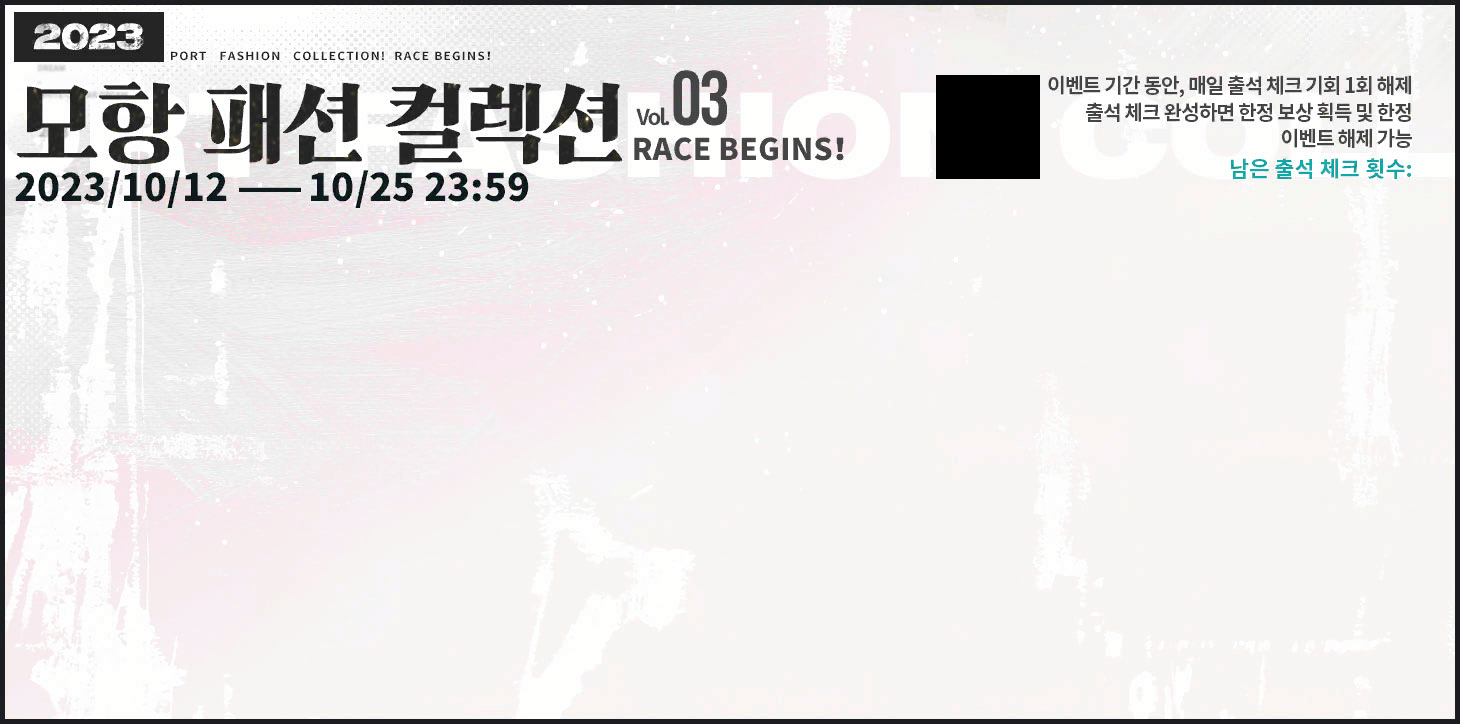 2023
PORT FASHION COLLECTION! RACE BEGINS!
모항 패션 컬렉션 Vol. 03
RACE BEGINS!
2023/10/12 —— 10/25 23:59
이벤트 기간 동안, 매일 출석 체크 기회 1회 해제
출석 체크 완성하면 한정 보상 획득 및 한정
이벤트 해제 가능
남은 출석 체크 횟수: